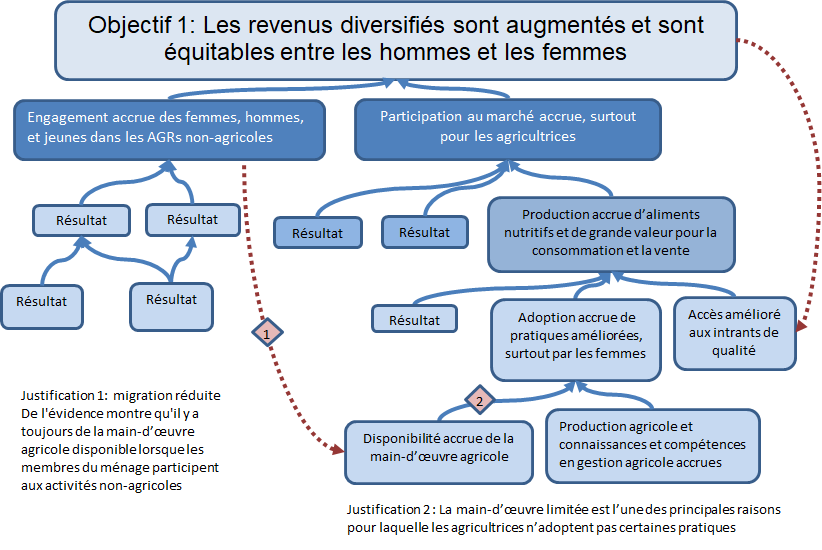 Objectif 1: Les revenus diversifiés sont augmentés et sont
équitables entre les hommes et les femmes
Engagement accrue des femmes, hommes,
et jeunes dans les AGRs non-agricoles
Participation au marché accrue, surtout
pour les agricultrices
Résultat
Résultat
Résultat
Résultat
Production accrue d'aliments
nutritifs et de grande valeur pour la
consommation et la vente
Résultat
Résultat
Résultat
Adoption accrue de
pratiques améliorées,
surtout par les femmes
Accès amélioré
aux intrants de
qualité
1
2
Justification 1:  migration réduite
De l'évidence montre qu'il y a
toujours de la main-d'œuvre
agricole disponible lorsque les
membres du ménage participent
aux activités non-agricoles
Disponibilité accrue de la
main-d'œuvre agricole
Production agricole et
connaissances et compétences
en gestion agricole accrues
Justification 2 : La main-d'œuvre limitée est l'une des principales raisons
pour laquelle les agricultrices n'adoptent pas certaines pratiques